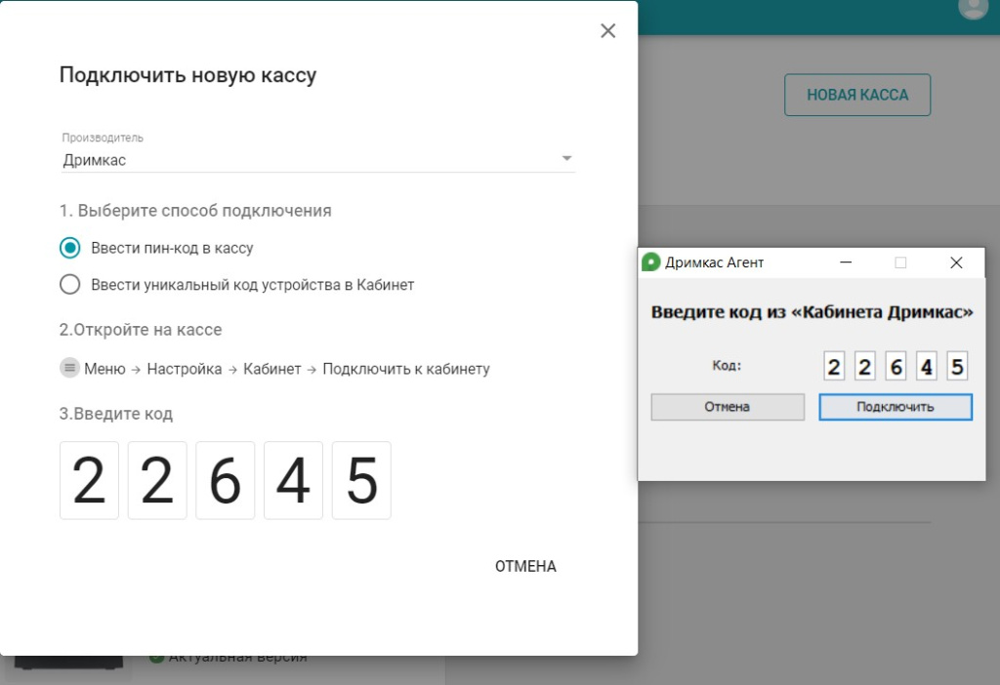 Подключить новую кассу
НОВАЯ КАССА
Производитель
Дримкас
1. Выберите способ подключения
Ввести пин-код в кассу
Ввести уникальный код устройства в Кабинет
2.Откройте на кассе
Меню → Настройка → Кабинет → Подключить к кабинету
3.Введите код
2 2 6 4 5
ОТМЕНА
Дримкас Агент
Введите код из «Кабинета Дримкас»
Код: 2 2 6 4 5
Отмена Подключить
Актуальная версия